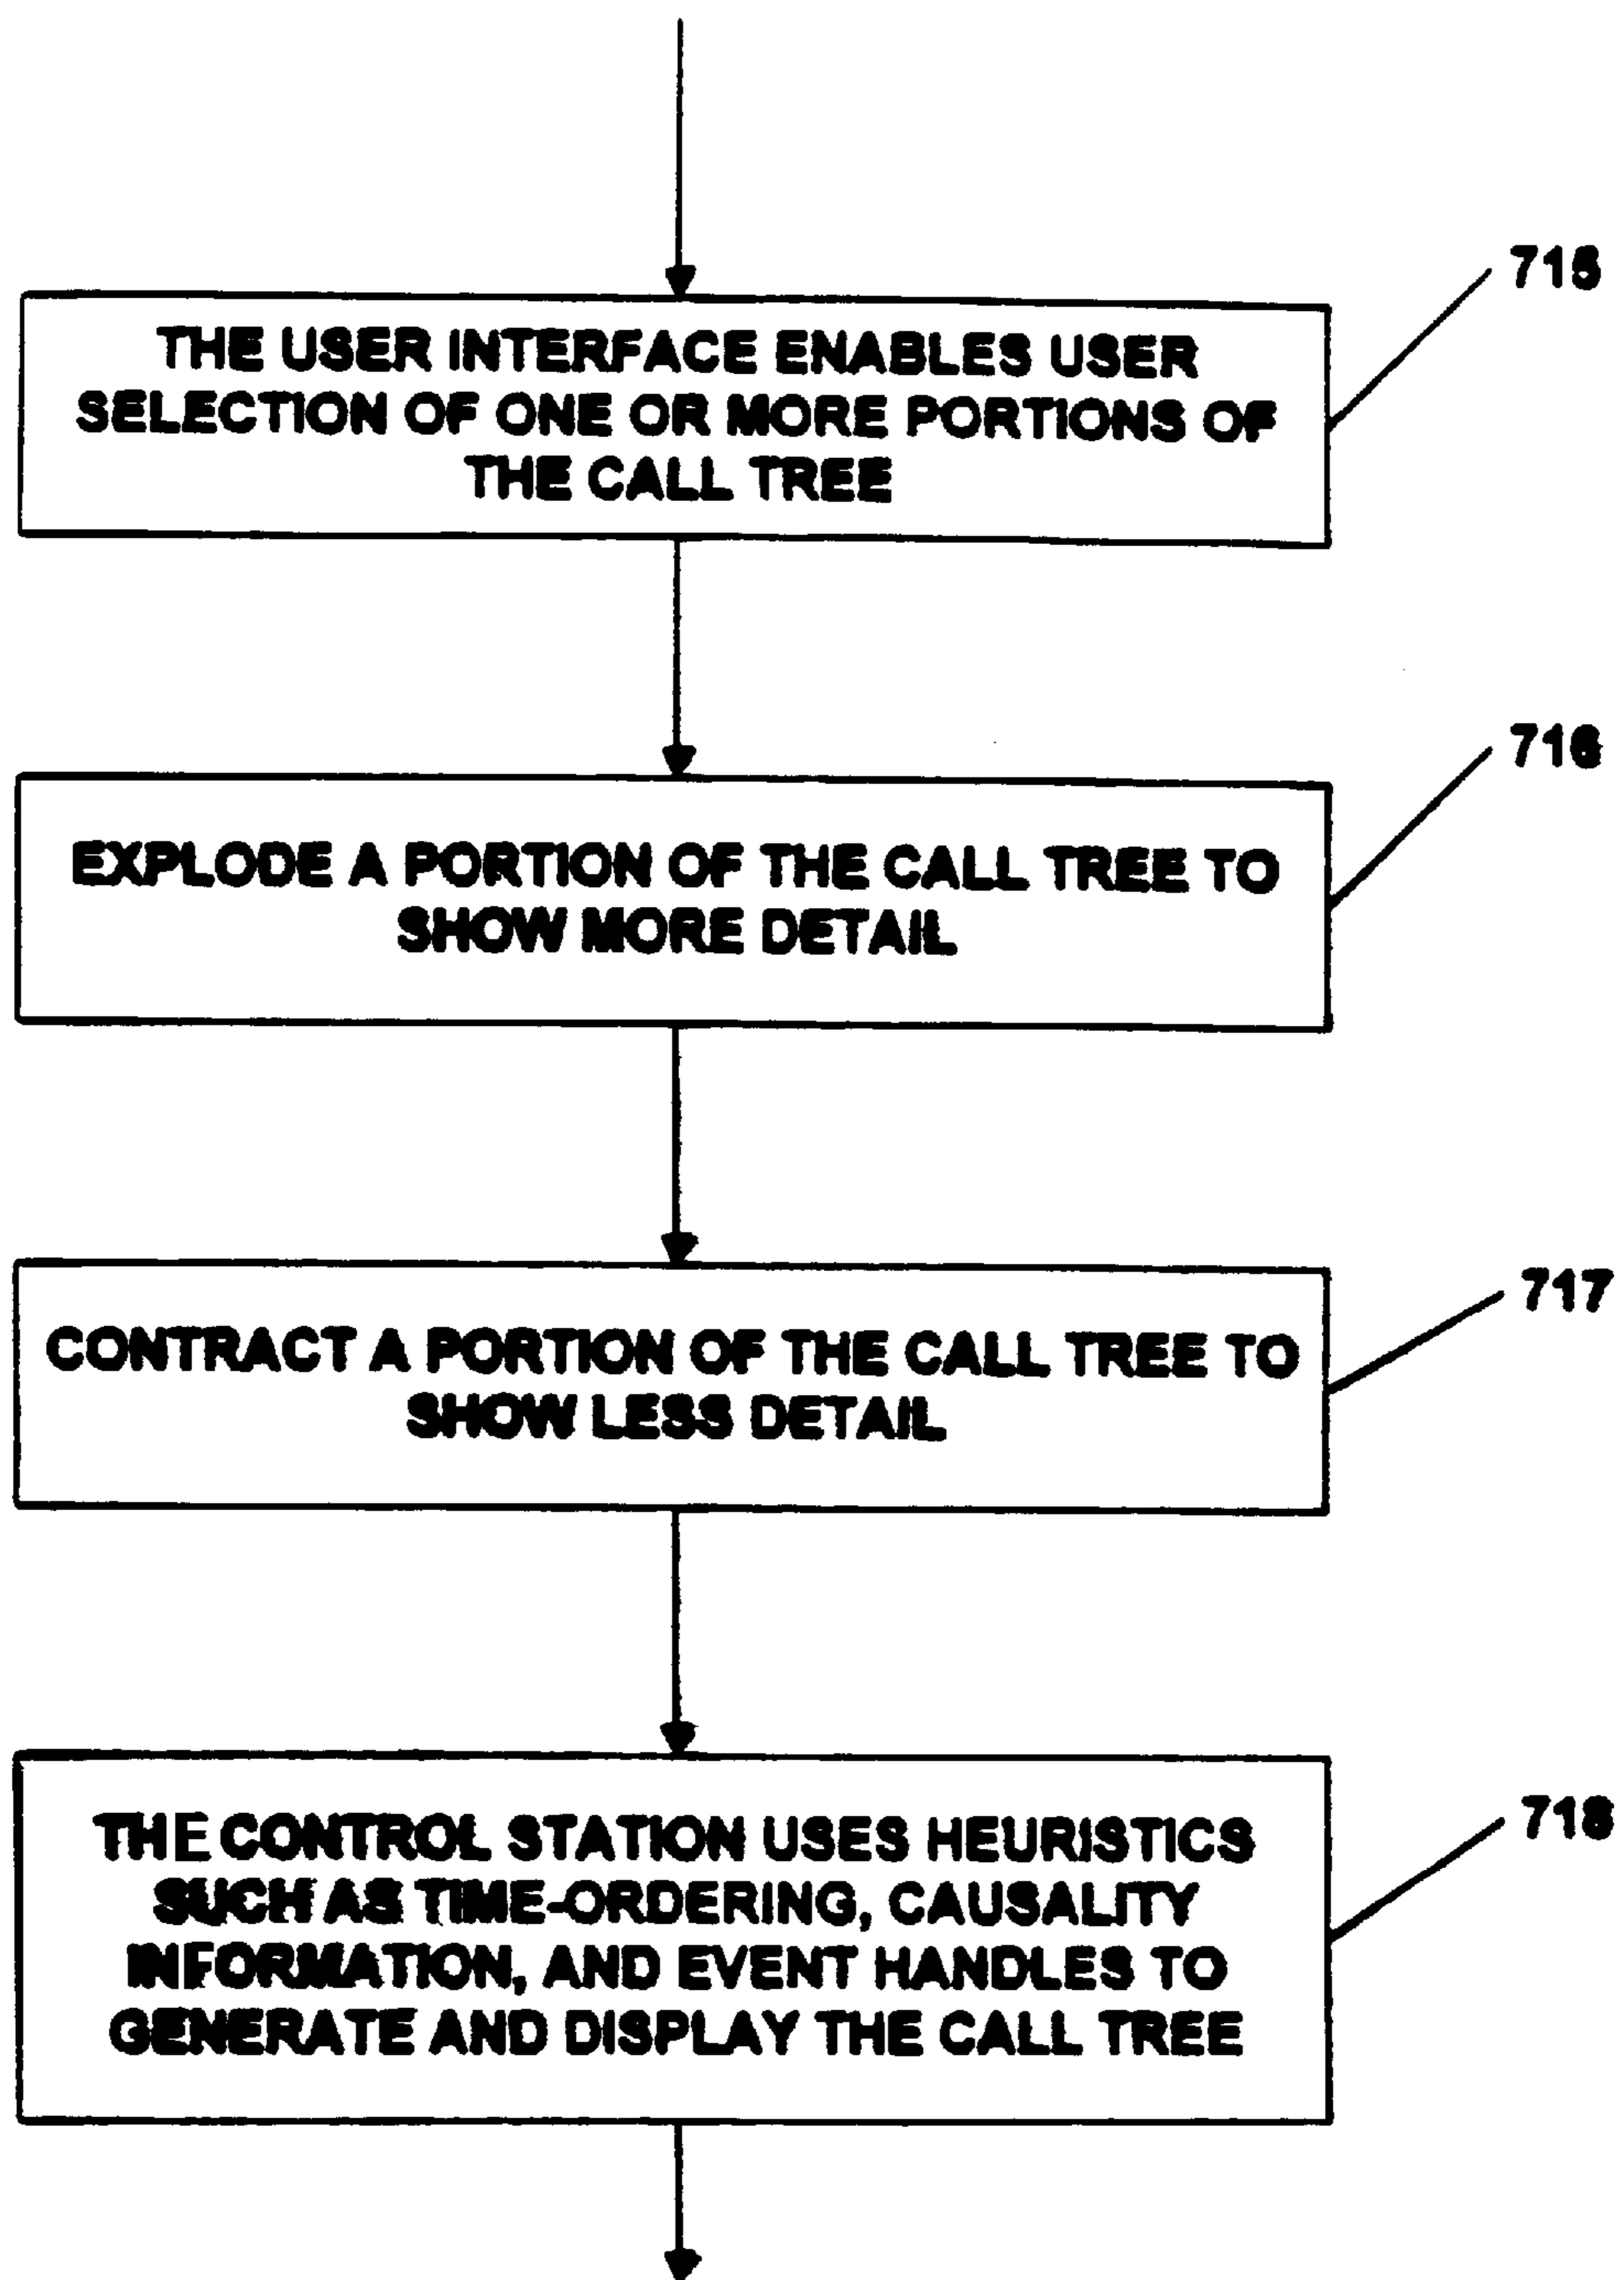 715
THE USER INTERFACE ENABLES USER
SELECTION OF ONE OR MORE PORTIONS OF
THE CALL TREE
716
EXPLODE A PORTION OF THE CALL TREE TO
SHOW MORE DETAIL
717
CONTRACT A PORTION OF THE CALL TREE TO
SHOW LESS DETAIL
718
THE CONTROL STATION USES HEURISTICS
SUCH AS TIME-ORDERING, CAUSALITY
INFORMATION, AND EVENT HANDLES TO
GENERATE AND DISPLAY THE CALL TREE